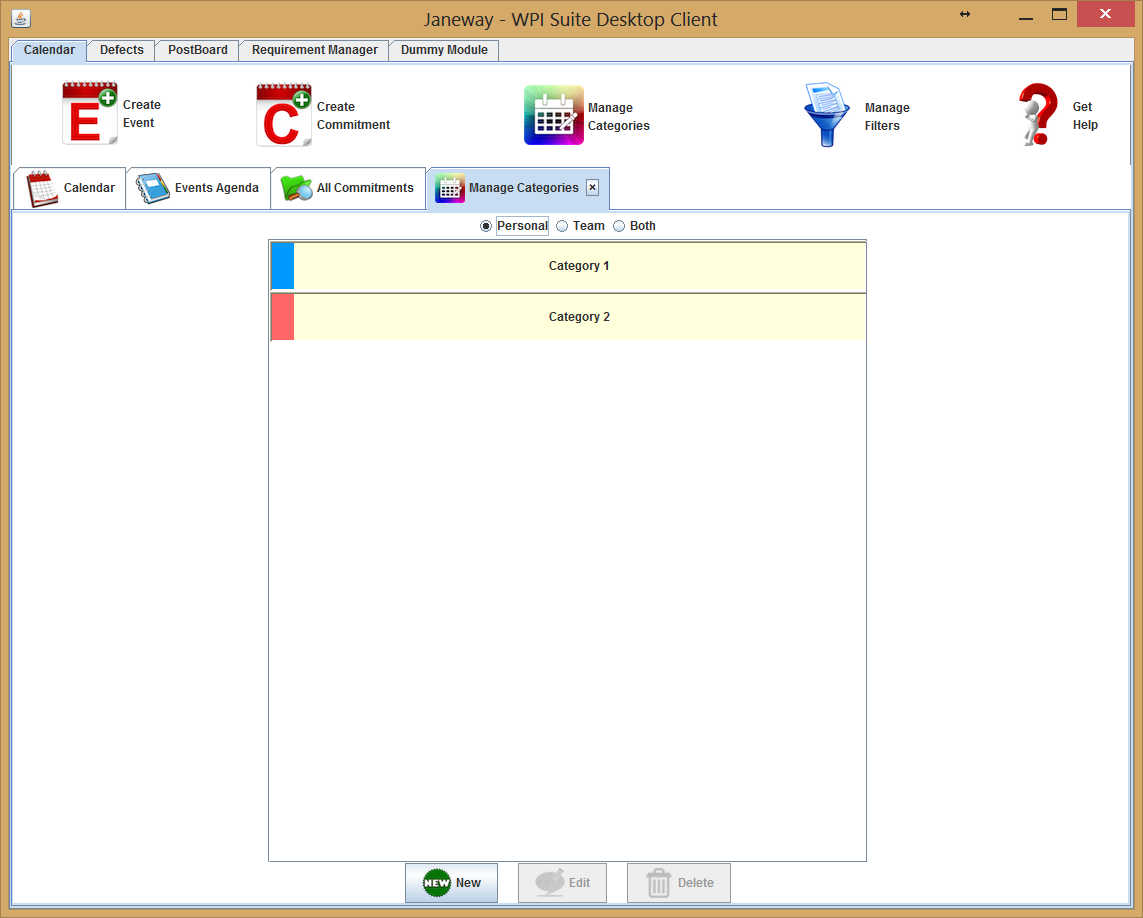 Janeway - WPI Suite Desktop Client
Calendar Defects PostBoard Requirement Manager Dummy Module
E Create
Event
C Create
Commitment
Manage
Categories
Manage
Filters
Get
Help
Calendar Events Agenda All Commitments Manage Categories
Personal Team Both
Category 1
Category 2
NEW New Edit Delete